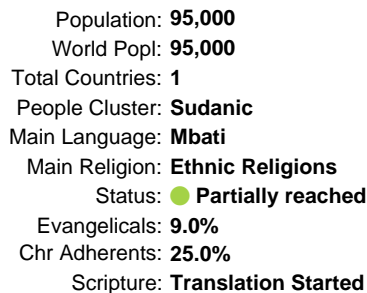 Population: 95,000
World Popl: 95,000
Total Countries: 1
People Cluster: Sudanic
Main Language: Mbati
Main Religion: Ethnic Religions
Status: Partially reached
Evangelicals: 9.0%
Chr Adherents: 25.0%
Scripture: Translation Started